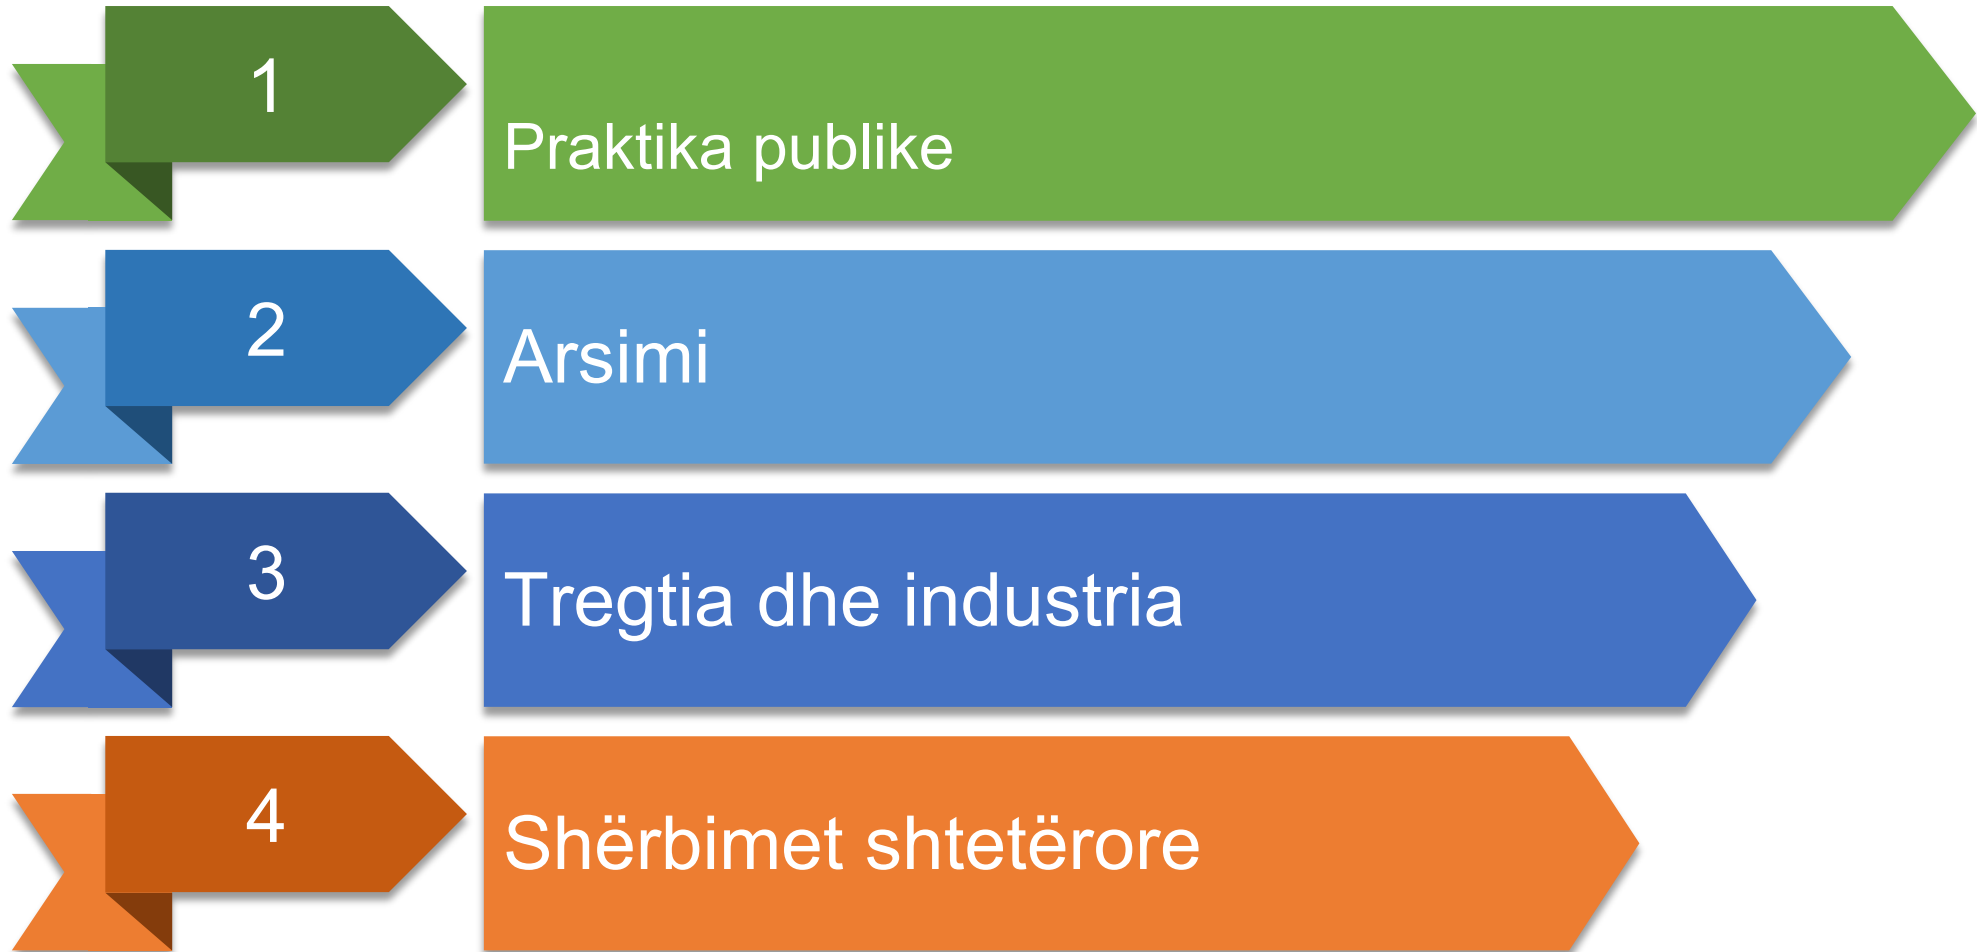 1
Praktika publike
2
Arsimi
3
Tregtia dhe industria
4
Shërbimet shtetërore